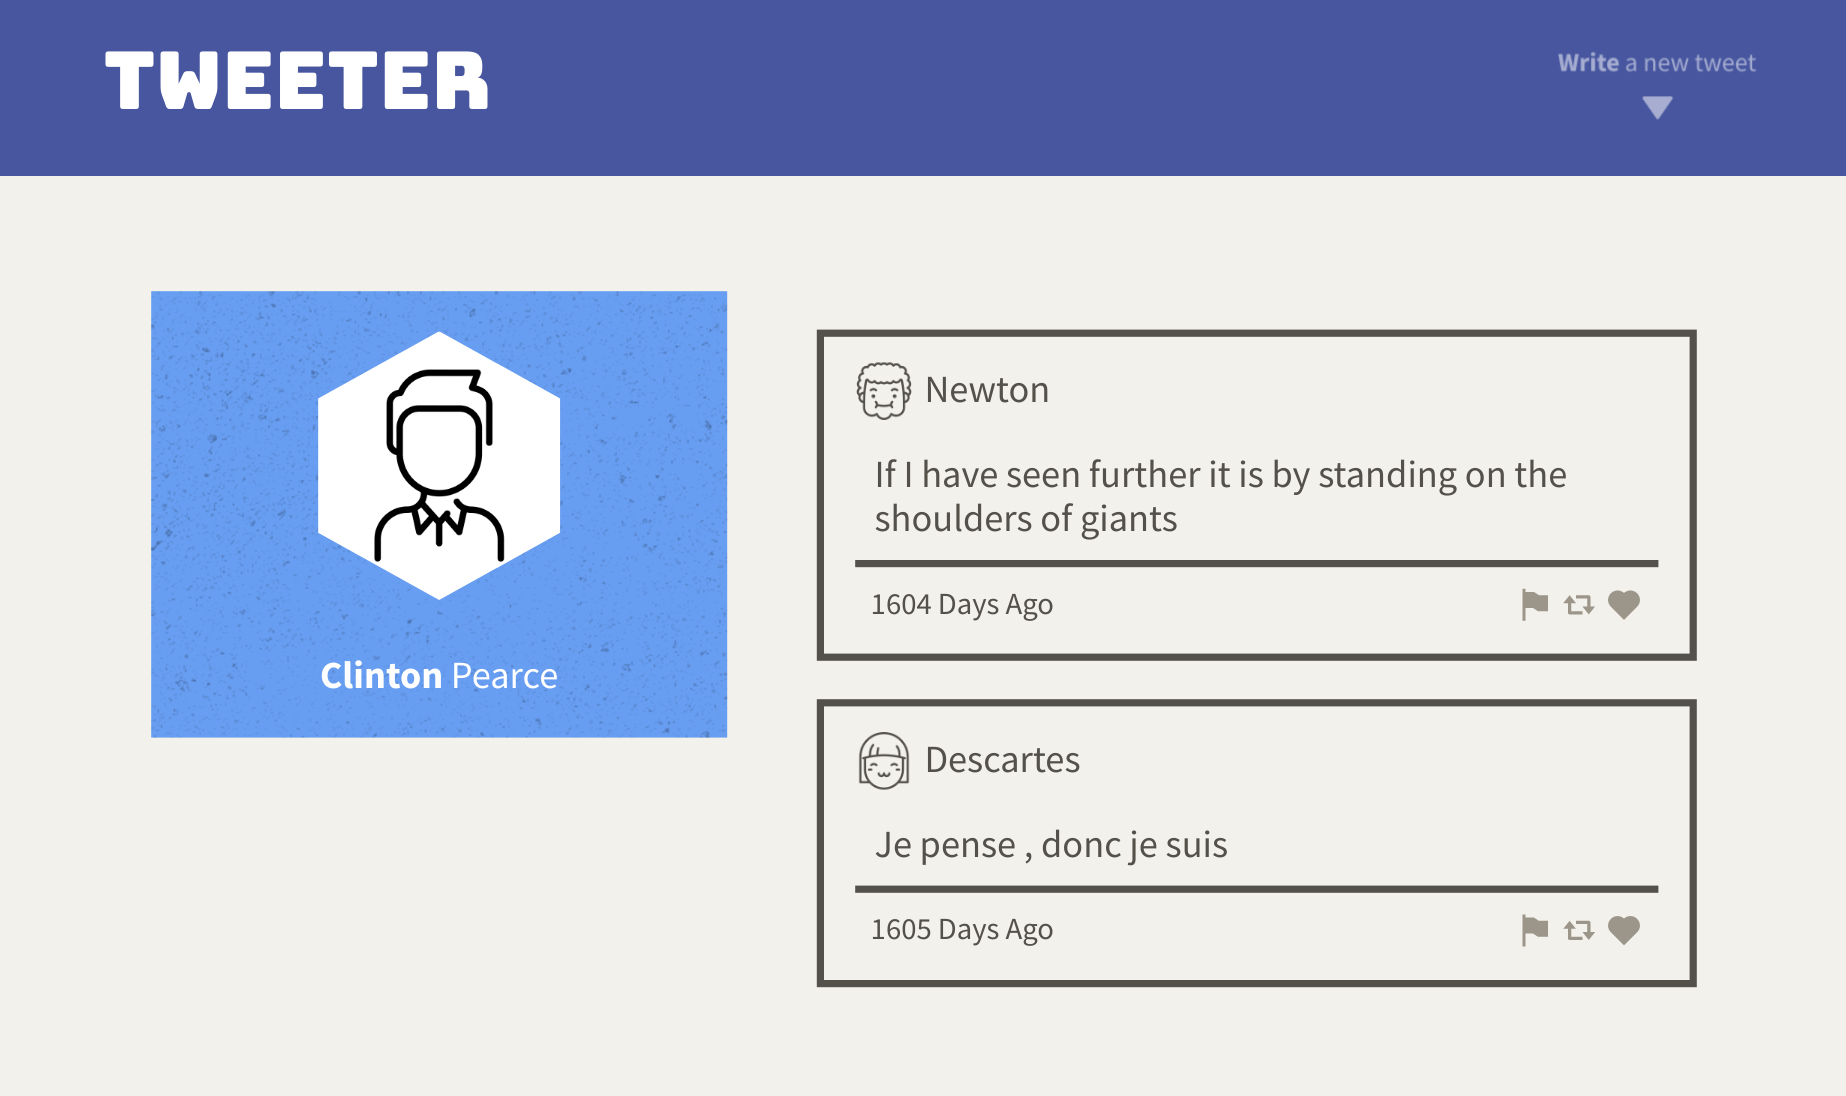 TWEETER
Write a new tweet
Clinton Pearce
Newton
If I have seen further it is by standing on the
shoulders of giants
1604 Days Ago
Descartes
Je pense , donc je suis
1605 Days Ago